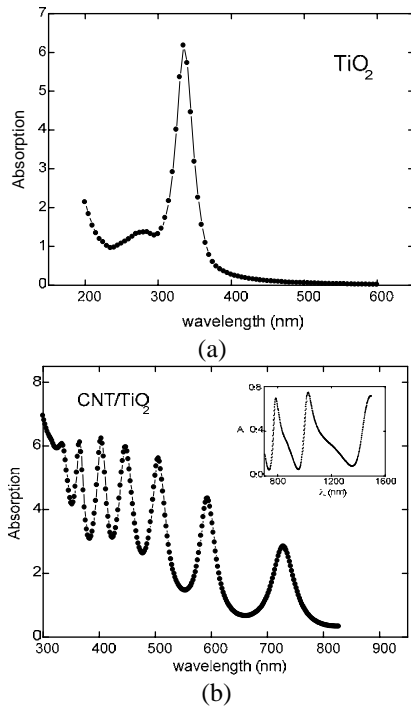 7
6
5
4
3
2
1
0
Absorption
TiO2
200 300 400 500 600
wavelength (nm)
(a)
8
6
4
2
0
Absorption
CNT/TiO2
0.8
0.4
0.0
A
800 1200 1600
λ (nm)
300 400 500 600 700 800 900
wavelength (nm)
(b)